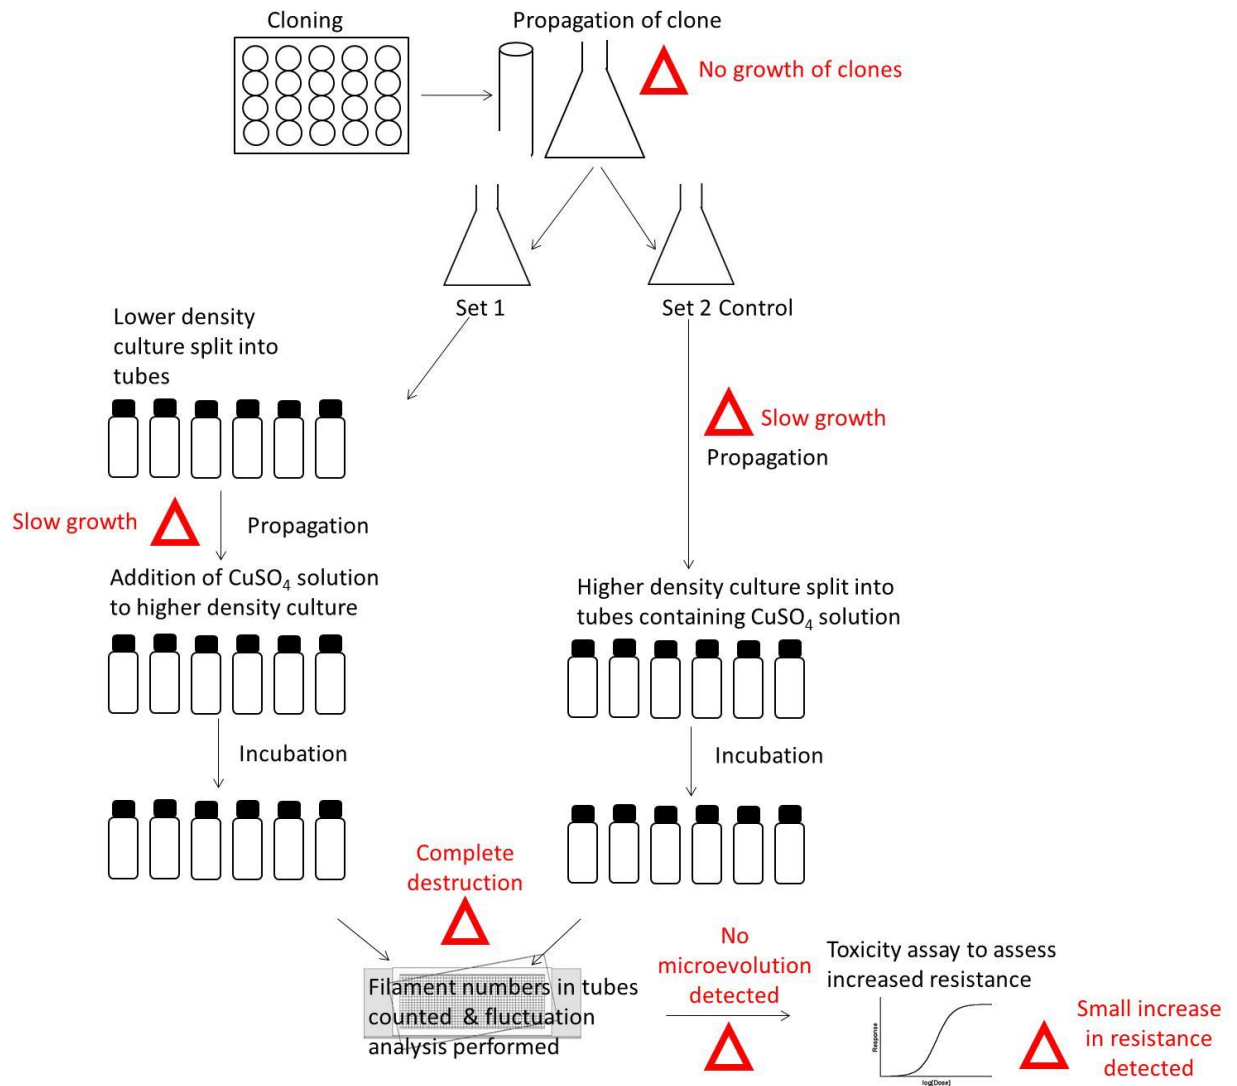 Cloning
Propagation of clone
No growth of clones
Set 1
Set 2 Control
Lower density
culture split into
tubes
Slow growth
Propagation
Slow growth
Propagation
Addition of CuSO₄ solution
to higher density culture
Higher density culture split into
tubes containing CuSO₄ solution
Incubation
Incubation
Complete
destruction
Filament numbers in tubes
counted & fluctuation
analysis performed
No
microevolution
detected
Toxicity assay to assess
increased resistance
Response
log[Dose]
Small increase
in resistance
detected